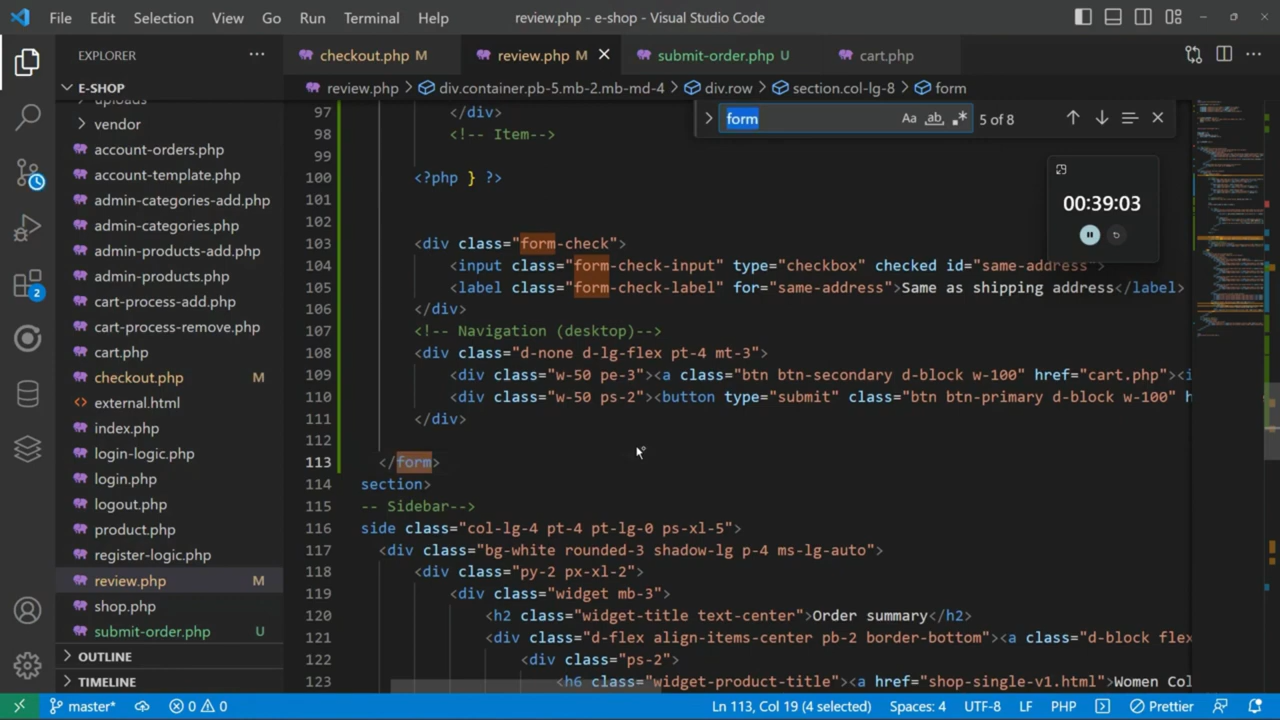 File Edit Selection View Go Run Terminal Help review.php - e-shop - Visual Studio Code
EXPLORER
checkout.php M review.php M submit-order.php U cart.php
E-SHOP
uploads
vendor
account-orders.php
account-template.php
admin-categories-add.php
admin-categories.php
admin-products-add.php
admin-products.php
cart-process-add.php
cart-process-remove.php
cart.php
checkout.php M
external.html
index.php
login-logic.php
login.php
logout.php
product.php
register-logic.php
review.php M
shop.php
submit-order.php U
OUTLINE
TIMELINE
2
review.php > div.container.pb-5.mb-2.mb-md-4 > div.row > section.col-lg-8 > form
form Aa ab .* 5 of 8
00:39:03
97 </div>
98 <!-- Item-->
99
100 <?php } ?>
101
102
103 <div class="form-check">
104 <input class="form-check-input" type="checkbox" checked id="same-address">
105 <label class="form-check-label" for="same-address">Same as shipping address</label>
106 </div>
107 <!-- Navigation (desktop)-->
108 <div class="d-none d-lg-flex pt-4 mt-3">
109 <div class="w-50 pe-3"><a class="btn btn-secondary d-block w-100" href="cart.php"><i
110 <div class="w-50 ps-2"><button type="submit" class="btn btn-primary d-block w-100" h
111 </div>
112
113 </form>
114 section>
115 -- Sidebar-->
116 side class="col-lg-4 pt-4 pt-lg-0 ps-xl-5">
117 <div class="bg-white rounded-3 shadow-lg p-4 ms-lg-auto">
118 <div class="py-2 px-xl-2">
119 <div class="widget mb-3">
120 <h2 class="widget-title text-center">Order summary</h2>
121 <div class="d-flex align-items-center pb-2 border-bottom"><a class="d-block flex
122 <div class="ps-2">
123 <h6 class="widget-product-title"><a href="shop-single-v1.html">Women Col
master* 0 0 Ln 113, Col 19 (4 selected) Spaces: 4 UTF-8 LF PHP Prettier